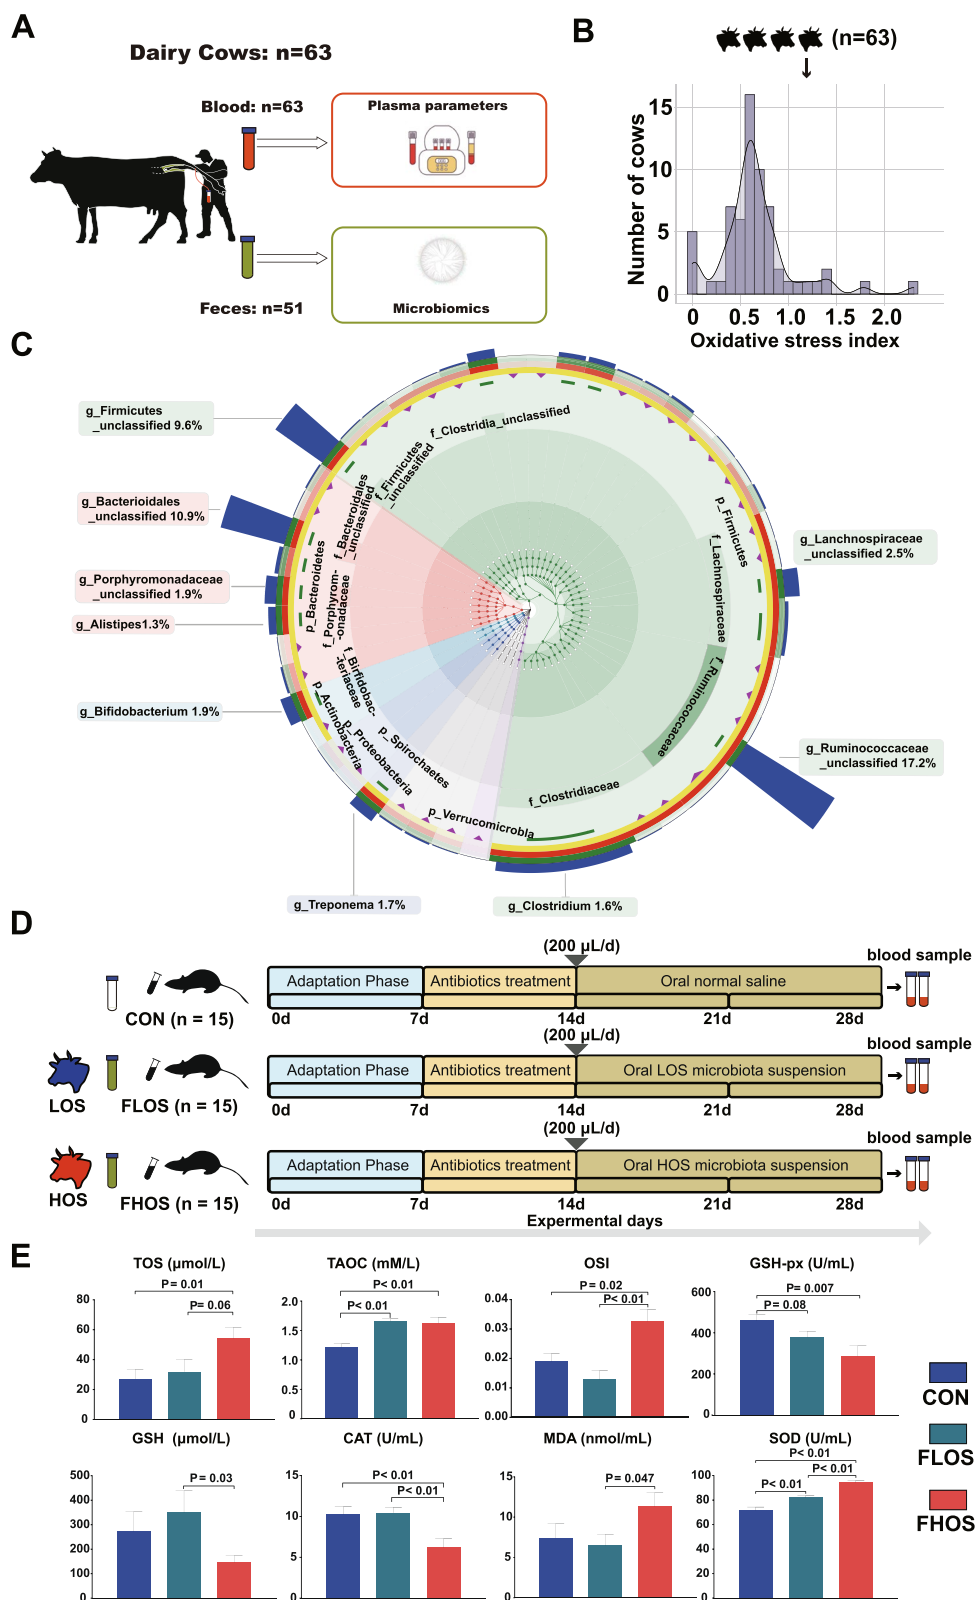 A
Dairy Cows: n=63
Blood: n=63
Plasma parameters
Feces: n=51
Microbiomics
B
(n=63)
Number of cows
15
10
5
0
0
0.5
1.0
1.5
2.0
Oxidative stress index
C
g_Firmicutes
_unclassified 9.6%
g_Bacterioidales
_unclassified 10.9%
g_Porphyromonadaceae
_unclassified 1.9%
g_Alistipes1.3%
g_Bifidobacterium 1.9%
g_Treponema 1.7%
g_Clostridium 1.6%
g_Lanchnospiraceae
_unclassified 2.5%
g_Ruminococcaceae
_unclassified 17.2%
f_Clostridia_unclassified
f_Firmicutes
_unclassified
f_Bacteroidales
_unclassified
p_Bacteroidetes
f_Porphyrom-
-onadaceae
f_Birfidobac-
-teriaceae
p_Actinobacteria
p_Proteobacteria
p_Spirochaetes
p_Verrucomicrobla
f_Clostridiaceae
f_Ruminococcaceae
f_Lachnospiraceae
p_Firmicutes
D
(200 µL/d)
blood sample
Adaptation Phase
Antibiotics treatment
Oral normal saline
CON (n = 15)
0d
7d
14d
21d
28d
(200 µL/d)
blood sample
Adaptation Phase
Antibiotics treatment
Oral LOS microbiota suspension
LOS
FLOS (n = 15)
0d
7d
14d
21d
28d
(200 µL/d)
blood sample
Adaptation Phase
Antibiotics treatment
Oral HOS microbiota suspension
HOS
FHOS (n = 15)
0d
7d
14d
21d
28d
Expermental days
E
TOS (µmol/L)
P= 0.01
P= 0.06
80
60
40
20
0
TAOC (mM/L)
P< 0.01
P< 0.01
2.0
1.5
1.0
0.5
0
OSI
P= 0.02
P< 0.01
0.04
0.03
0.02
0.01
0.00
GSH-px (U/mL)
P= 0.007
P= 0.08
600
400
200
0
GSH (µmol/L)
P= 0.03
500
400
300
200
100
0
CAT (U/mL)
P< 0.01
P< 0.01
15
10
5
0
MDA (nmol/mL)
P= 0.047
15
10
5
0
SOD (U/mL)
P< 0.01
P< 0.01
P< 0.01
100
80
60
40
20
0
CON
FLOS
FHOS